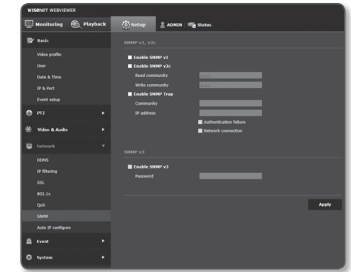 WISENET WEBVIEWER
Monitoring
Playback
Setup
ADMIN
Status
Basic
Video profile
User
Date & Time
IP & Port
Event setup
PTZ
Video & Audio
Network
DDNS
IP filtering
SSL
802.1x
QoS
SNMP
Auto IP configure
Event
System
SNMP v1, v2c
Enable SNMP v1
Enable SNMP v2c
Read community
Write community
Enable SNMP Trap
Community
IP address
Authentication failure
Network connection
SNMP v3
Enable SNMP v3
Password
Apply